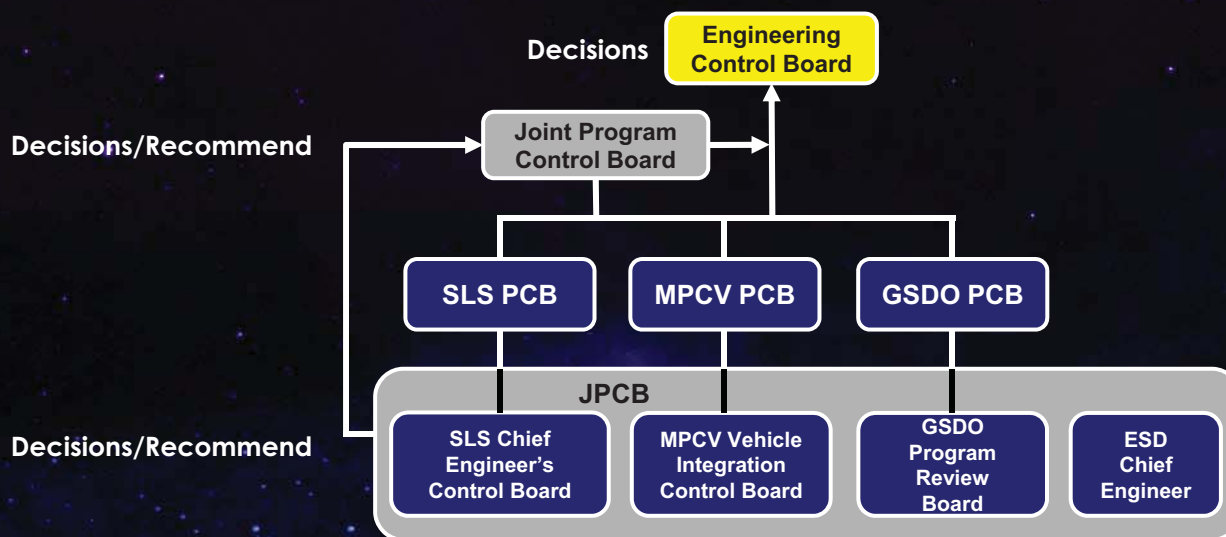 Decisions
Engineering
Control Board
Decisions/Recommend
Joint Program
Control Board
SLS PCB
MPCV PCB
GSDO PCB
JPCB
Decisions/Recommend
SLS Chief
Engineer’s
Control Board
MPCV Vehicle
Integration
Control Board
GSDO
Program
Review
Board
ESD
Chief
Engineer